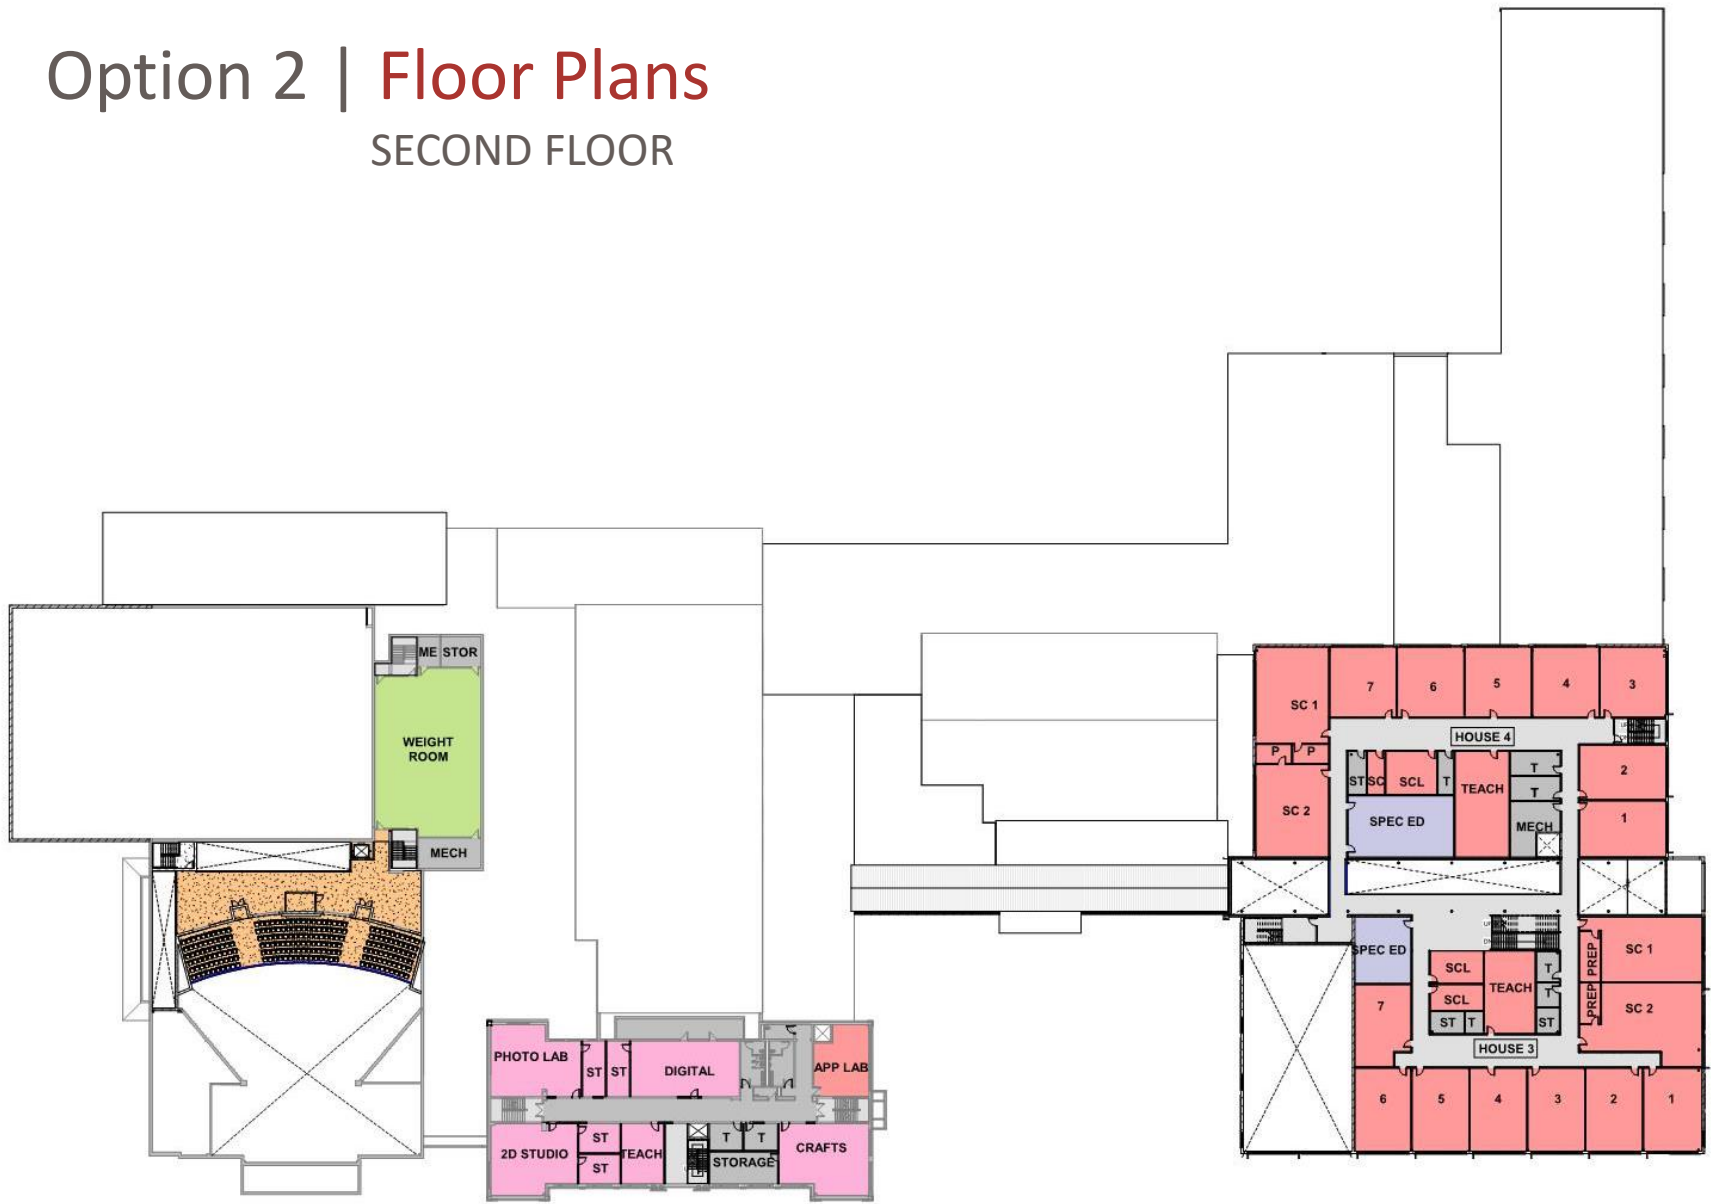 Option 2 | Floor Plans
SECOND FLOOR
ME STOR
WEIGHT
ROOM
MECH
PHOTO LAB
ST
ST
DIGITAL
APP LAB
2D STUDIO
ST
ST
TEACH
T
T
STORAGE
CRAFTS
SC 1
7
6
5
4
3
HOUSE 4
P
P
ST
SC
SCL
T
TEACH
T
T
2
SC 2
SPEC ED
MECH
1
SPEC ED
SCL
SCL
ST
T
TEACH
T
T
ST
PREP
PREP
SC 1
SC 2
7
HOUSE 3
6
5
4
3
2
1